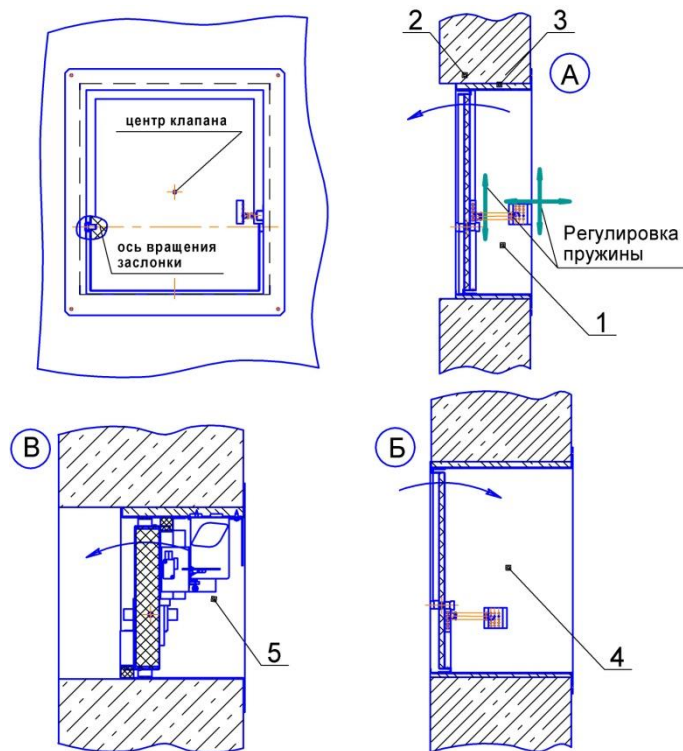 центр клапана
ось вращения
заслонки
2
3
А
Регулировка
пружины
1
В
5
Б
4